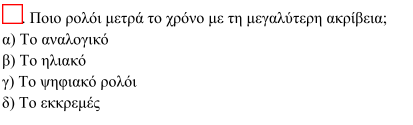 . Ποιο ρολόι μετρά το χρόνο με τη μεγαλύτερη ακρίβεια;
α) Το αναλογικό
β) Το ηλιακό
γ) Το ψηφιακό ρολόι
δ) Το εκκρεμές